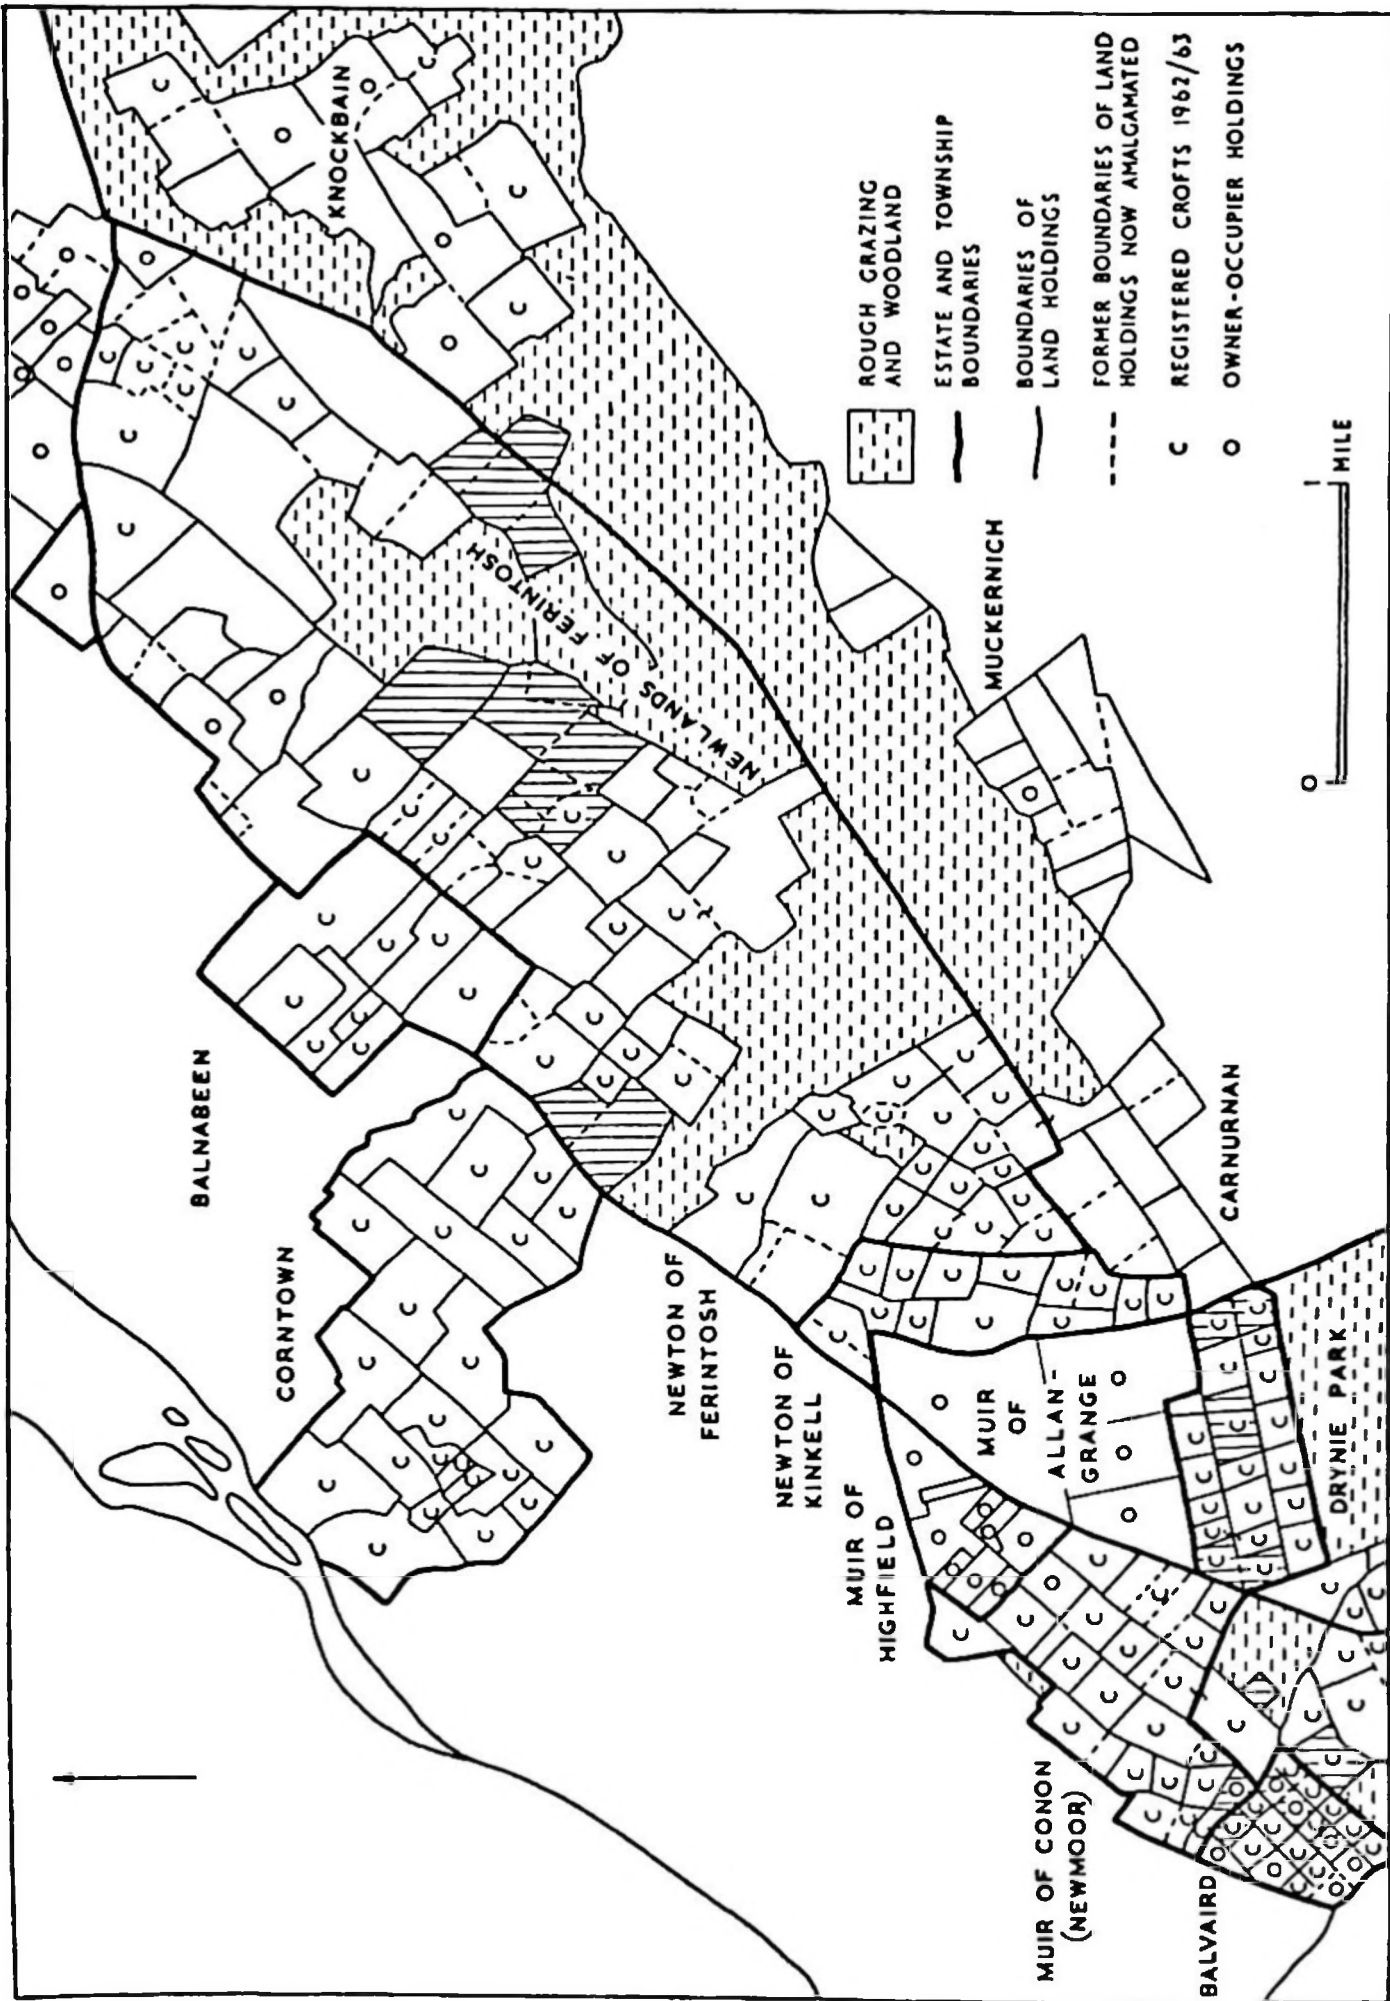 KNOCKBAIN
NEWLANDS OF FERINTOSH
BALNABEEN
CORNTOWN
NEWTON OF
FERINTOSH
NEWTON OF
KINKELL
MUIR OF
HIGHFIELD
MUIR
OF
ALLAN-
GRANGE
MUIR OF CONON
(NEWMOOR)
BALVAIRD
DRYNIE PARK
CARNURNAN
MUCKERNICH
ROUGH GRAZING
AND WOODLAND
ESTATE AND TOWNSHIP
BOUNDARIES
BOUNDARIES OF
LAND HOLDINGS
FORMER BOUNDARIES OF LAND
HOLDINGS NOW AMALGAMATED
C REGISTERED CROFTS 1962/63
O OWNER-OCCUPIER HOLDINGS
0 1
MILE